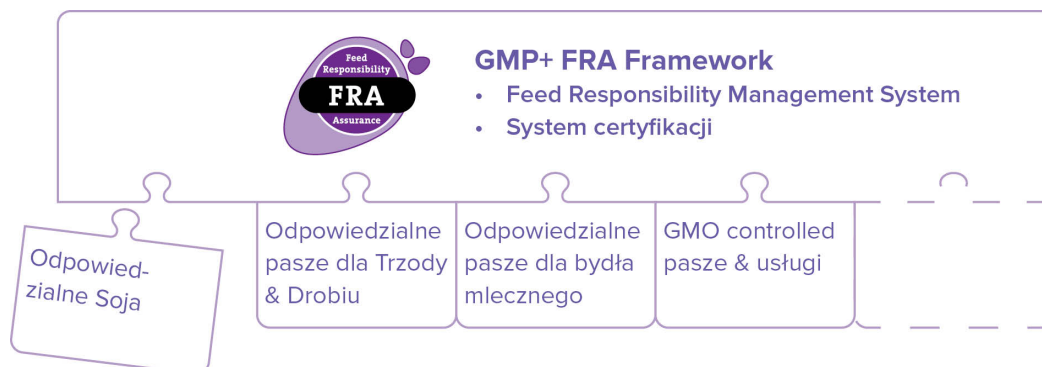 Feed
Responsibility
FRA
Assurance
GMP+ FRA Framework
• Feed Responsibility Management System
• System certyfikacji
Odpowied-
zialne Soja
Odpowiedzialne
pasze dla Trzody
& Drobiu
Odpowiedzialne
pasze dla bydła
mlecznego
GMO controlled
pasze & usługi